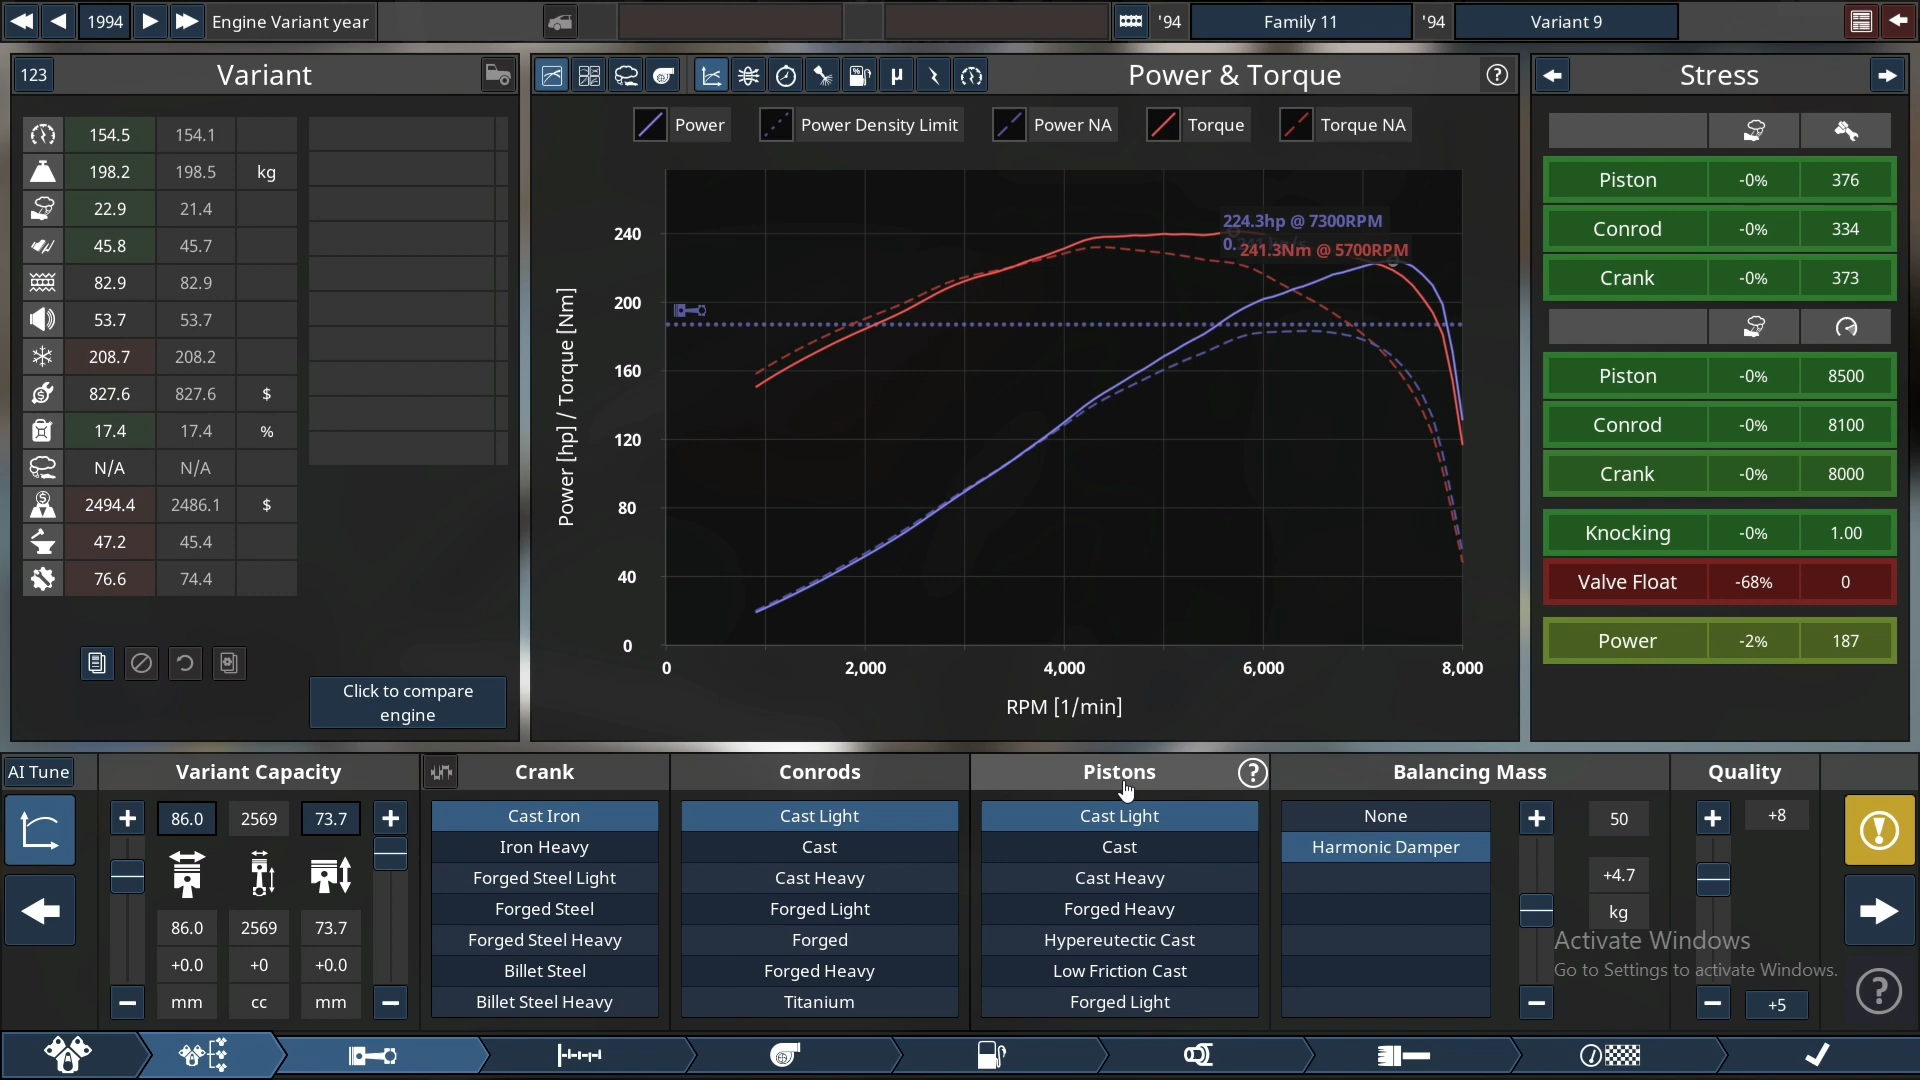 1994 Engine Variant year '94 Family 11 '94 Variant 9
123 Variant
154.5 154.1
198.2 198.5 kg
22.9 21.4
45.8 45.7
82.9 82.9
53.7 53.7
208.7 208.2
827.6 827.6 $
17.4 17.4 %
N/A N/A
2494.4 2486.1 $
47.2 45.4
76.6 74.4
Click to compare
engine
Power & Torque ?
Power Power Density Limit Power NA Torque Torque NA
224.3hp @ 7300RPM
241.3Nm @ 5700RPM
Power [hp] / Torque [Nm]
240
200
160
120
80
40
0
0 2,000 4,000 6,000 8,000
RPM [1/min]
Stress
Piston -0% 376
Conrod -0% 334
Crank -0% 373
Piston -0% 8500
Conrod -0% 8100
Crank -0% 8000
Knocking -0% 1.00
Valve Float -68% 0
Power -2% 187
AI Tune Variant Capacity Crank Conrods Pistons ? Balancing Mass Quality
+ 86.0 2569 73.7 +
86.0 2569 73.7
+0.0 +0 +0.0
mm cc mm
Cast Iron
Iron Heavy
Forged Steel Light
Forged Steel
Forged Steel Heavy
Billet Steel
Billet Steel Heavy
Cast Light
Cast
Cast Heavy
Forged Light
Forged
Forged Heavy
Titanium
Cast Light
Cast
Cast Heavy
Forged Heavy
Hypereutectic Cast
Low Friction Cast
Forged Light
None
Harmonic Damper
+ 50
+4.7
kg
+ +8
+5
Activate Windows
Go to Settings to activate Windows.
?